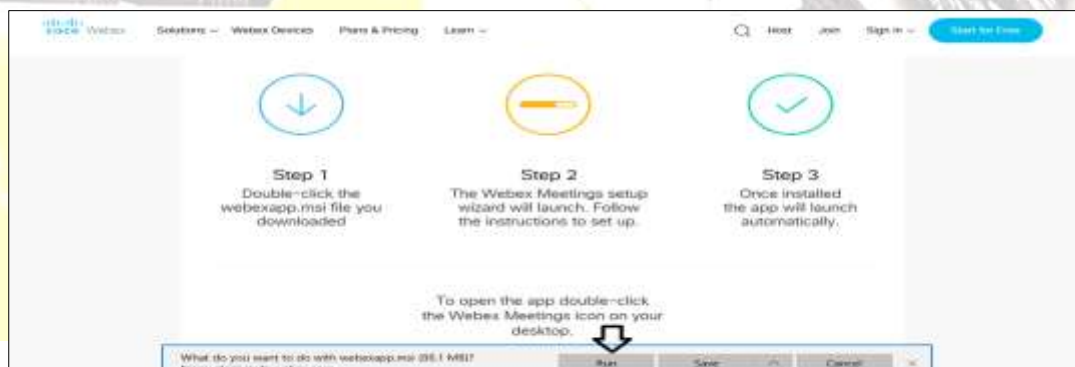 CISCO Webex Solutions Webex Devices Plans & Pricing Learn Host Join Sign in Start for Free
Step 1
Double-click the
webexapp.msi file you
downloaded
Step 2
The Webex Meetings setup
wizard will launch. Follow
the instructions to set up.
Step 3
Once installed
the app will launch
automatically.
To open the app double-click
the Webex Meetings icon on your
desktop.
What do you want to do with webexapp.msi
Run Save Cancel